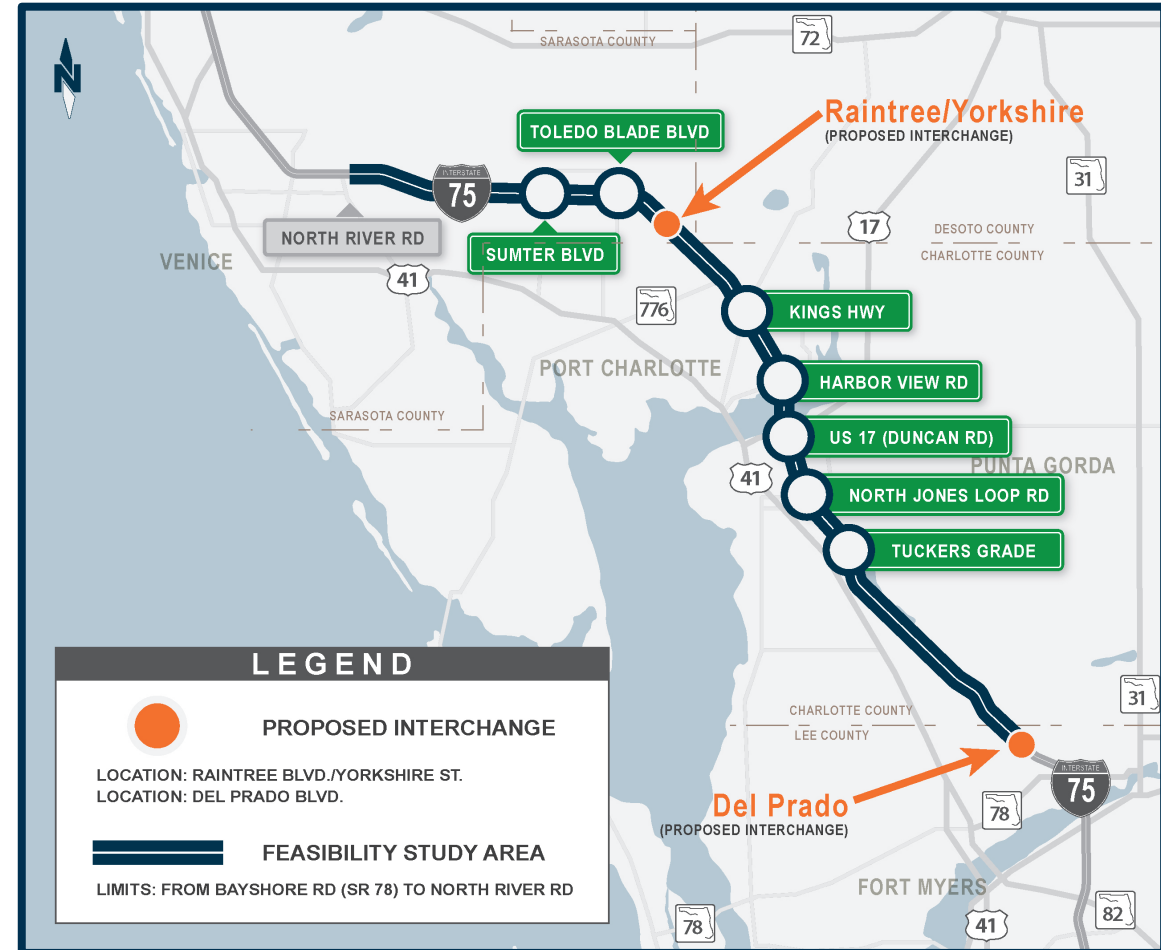 SARASOTA COUNTY
72
N
Raintree/Yorkshire
(PROPOSED INTERCHANGE)
TOLEDO BLADE BLVD
31
INTERSTATE
75
17
NORTH RIVER RD
DESOTO COUNTY
SUMTER BLVD
CHARLOTTE COUNTY
VENICE
41
776
KINGS HWY
PORT CHARLOTTE
HARBOR VIEW RD
SARASOTA COUNTY
US 17 (DUNCAN RD)
PUNTA GORDA
41
NORTH JONES LOOP RD
TUCKERS GRADE
LEGEND
PROPOSED INTERCHANGE
LOCATION: RAINTREE BLVD./YORKSHIRE ST.
LOCATION: DEL PRADO BLVD.
FEASIBILITY STUDY AREA
LIMITS: FROM BAYSHORE RD (SR 78) TO NORTH RIVER RD
31
CHARLOTTE COUNTY
LEE COUNTY
INTERSTATE
75
Del Prado
(PROPOSED INTERCHANGE)
78
FORT MYERS
82
78
41